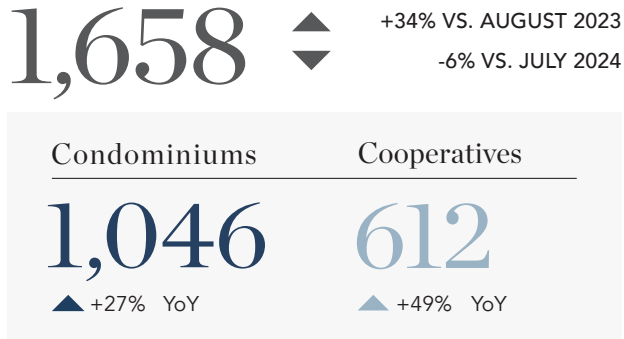 1,658
+34% VS. AUGUST 2023
-6% VS. JULY 2024
Condominiums Cooperatives
1,046 612
+27% YoY +49% YoY